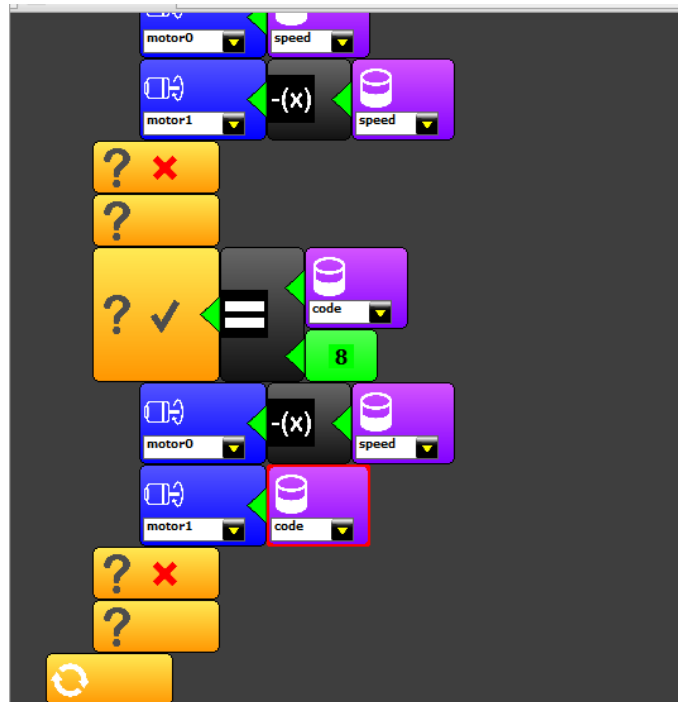 motor0 speed
-(x)
motor1 speed
? ✗
?
code
? ✓ =
8
-(x)
motor0 speed
motor1 code
? ✗
?